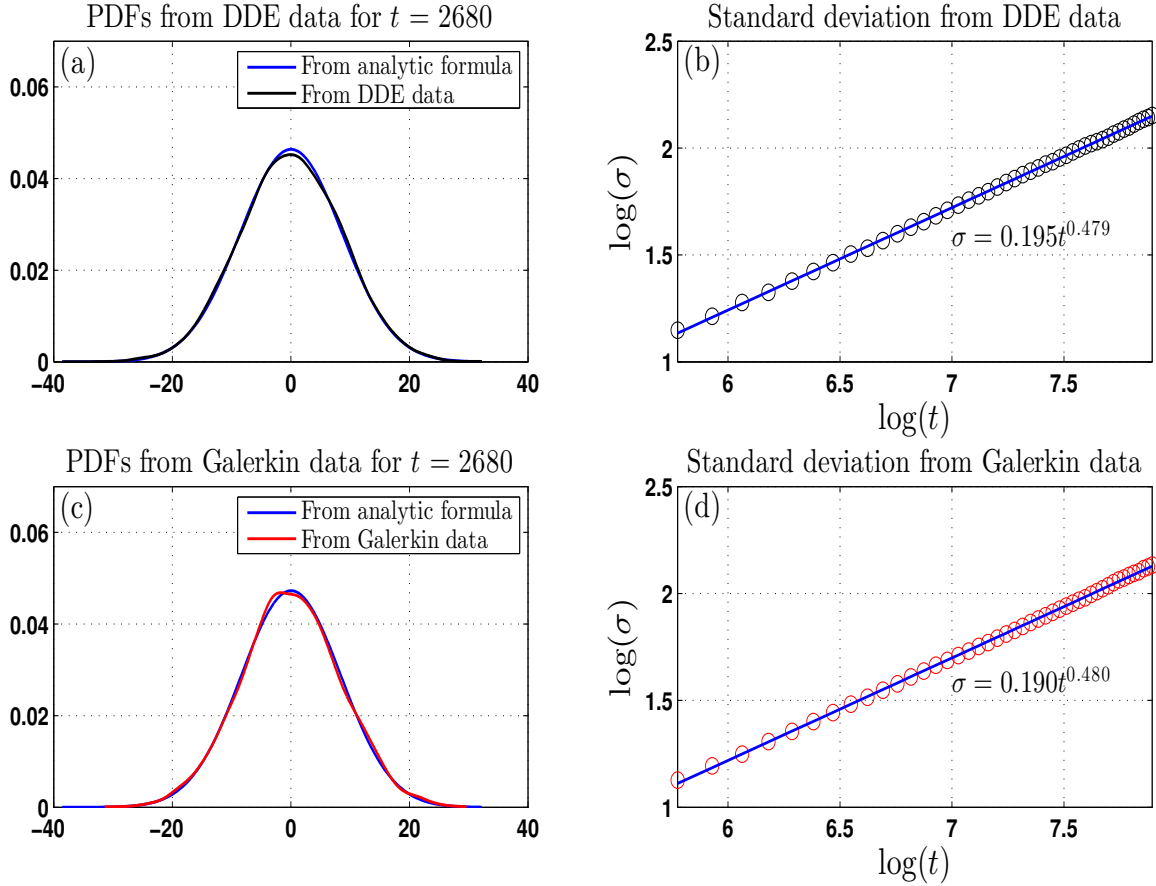 PDFs from DDE data for t = 2680
(a)
From analytic formula
From DDE data
0.06
0.04
0.02
0
−40
−20
0
20
40
Standard deviation from DDE data
(b)
2.5
2
1.5
1
log(σ)
σ = 0.195t^0.479
6
6.5
7
7.5
log(t)
PDFs from Galerkin data for t = 2680
(c)
From analytic formula
From Galerkin data
0.06
0.04
0.02
0
−40
−20
0
20
40
Standard deviation from Galerkin data
(d)
2.5
2
1.5
1
log(σ)
σ = 0.190t^0.480
6
6.5
7
7.5
log(t)